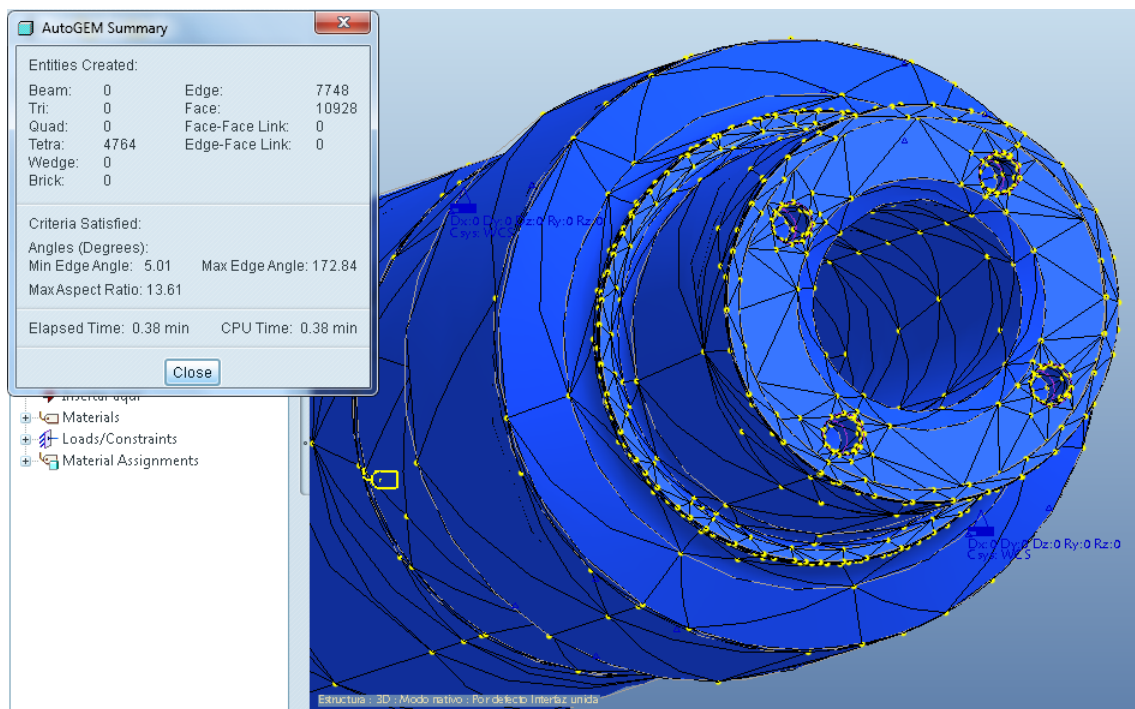 AutoGEM Summary
Entities Created:
Beam: 0 Edge: 7748
Tri: 0 Face: 10928
Quad: 0 Face-Face Link: 0
Tetra: 4764 Edge-Face Link: 0
Wedge: 0
Brick: 0
Criteria Satisfied:
Angles (Degrees):
Min Edge Angle: 5.01 Max Edge Angle: 172.84
Max Aspect Ratio: 13.61
Elapsed Time: 0.38 min CPU Time: 0.38 min
Close
Insertar aquí
Materials
Loads/Constraints
Material Assignments
Dx:0 Dy:0 Rz:0 Ry:0 Rz:0
Csys: WCS
Dx:0 Dy:0 Dz:0 Ry:0 Rz:0
Csys: WCS
Estructura : 3D : Modo nativo : Por defecto Interfaz unida